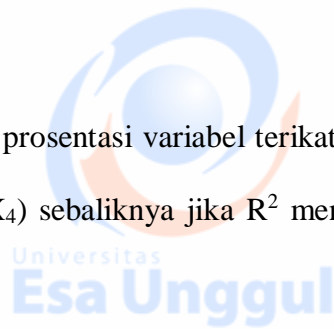 prosentasi variabel terikat
X₄) sebaliknya jika R² mer
Universitas
Esa Unggul